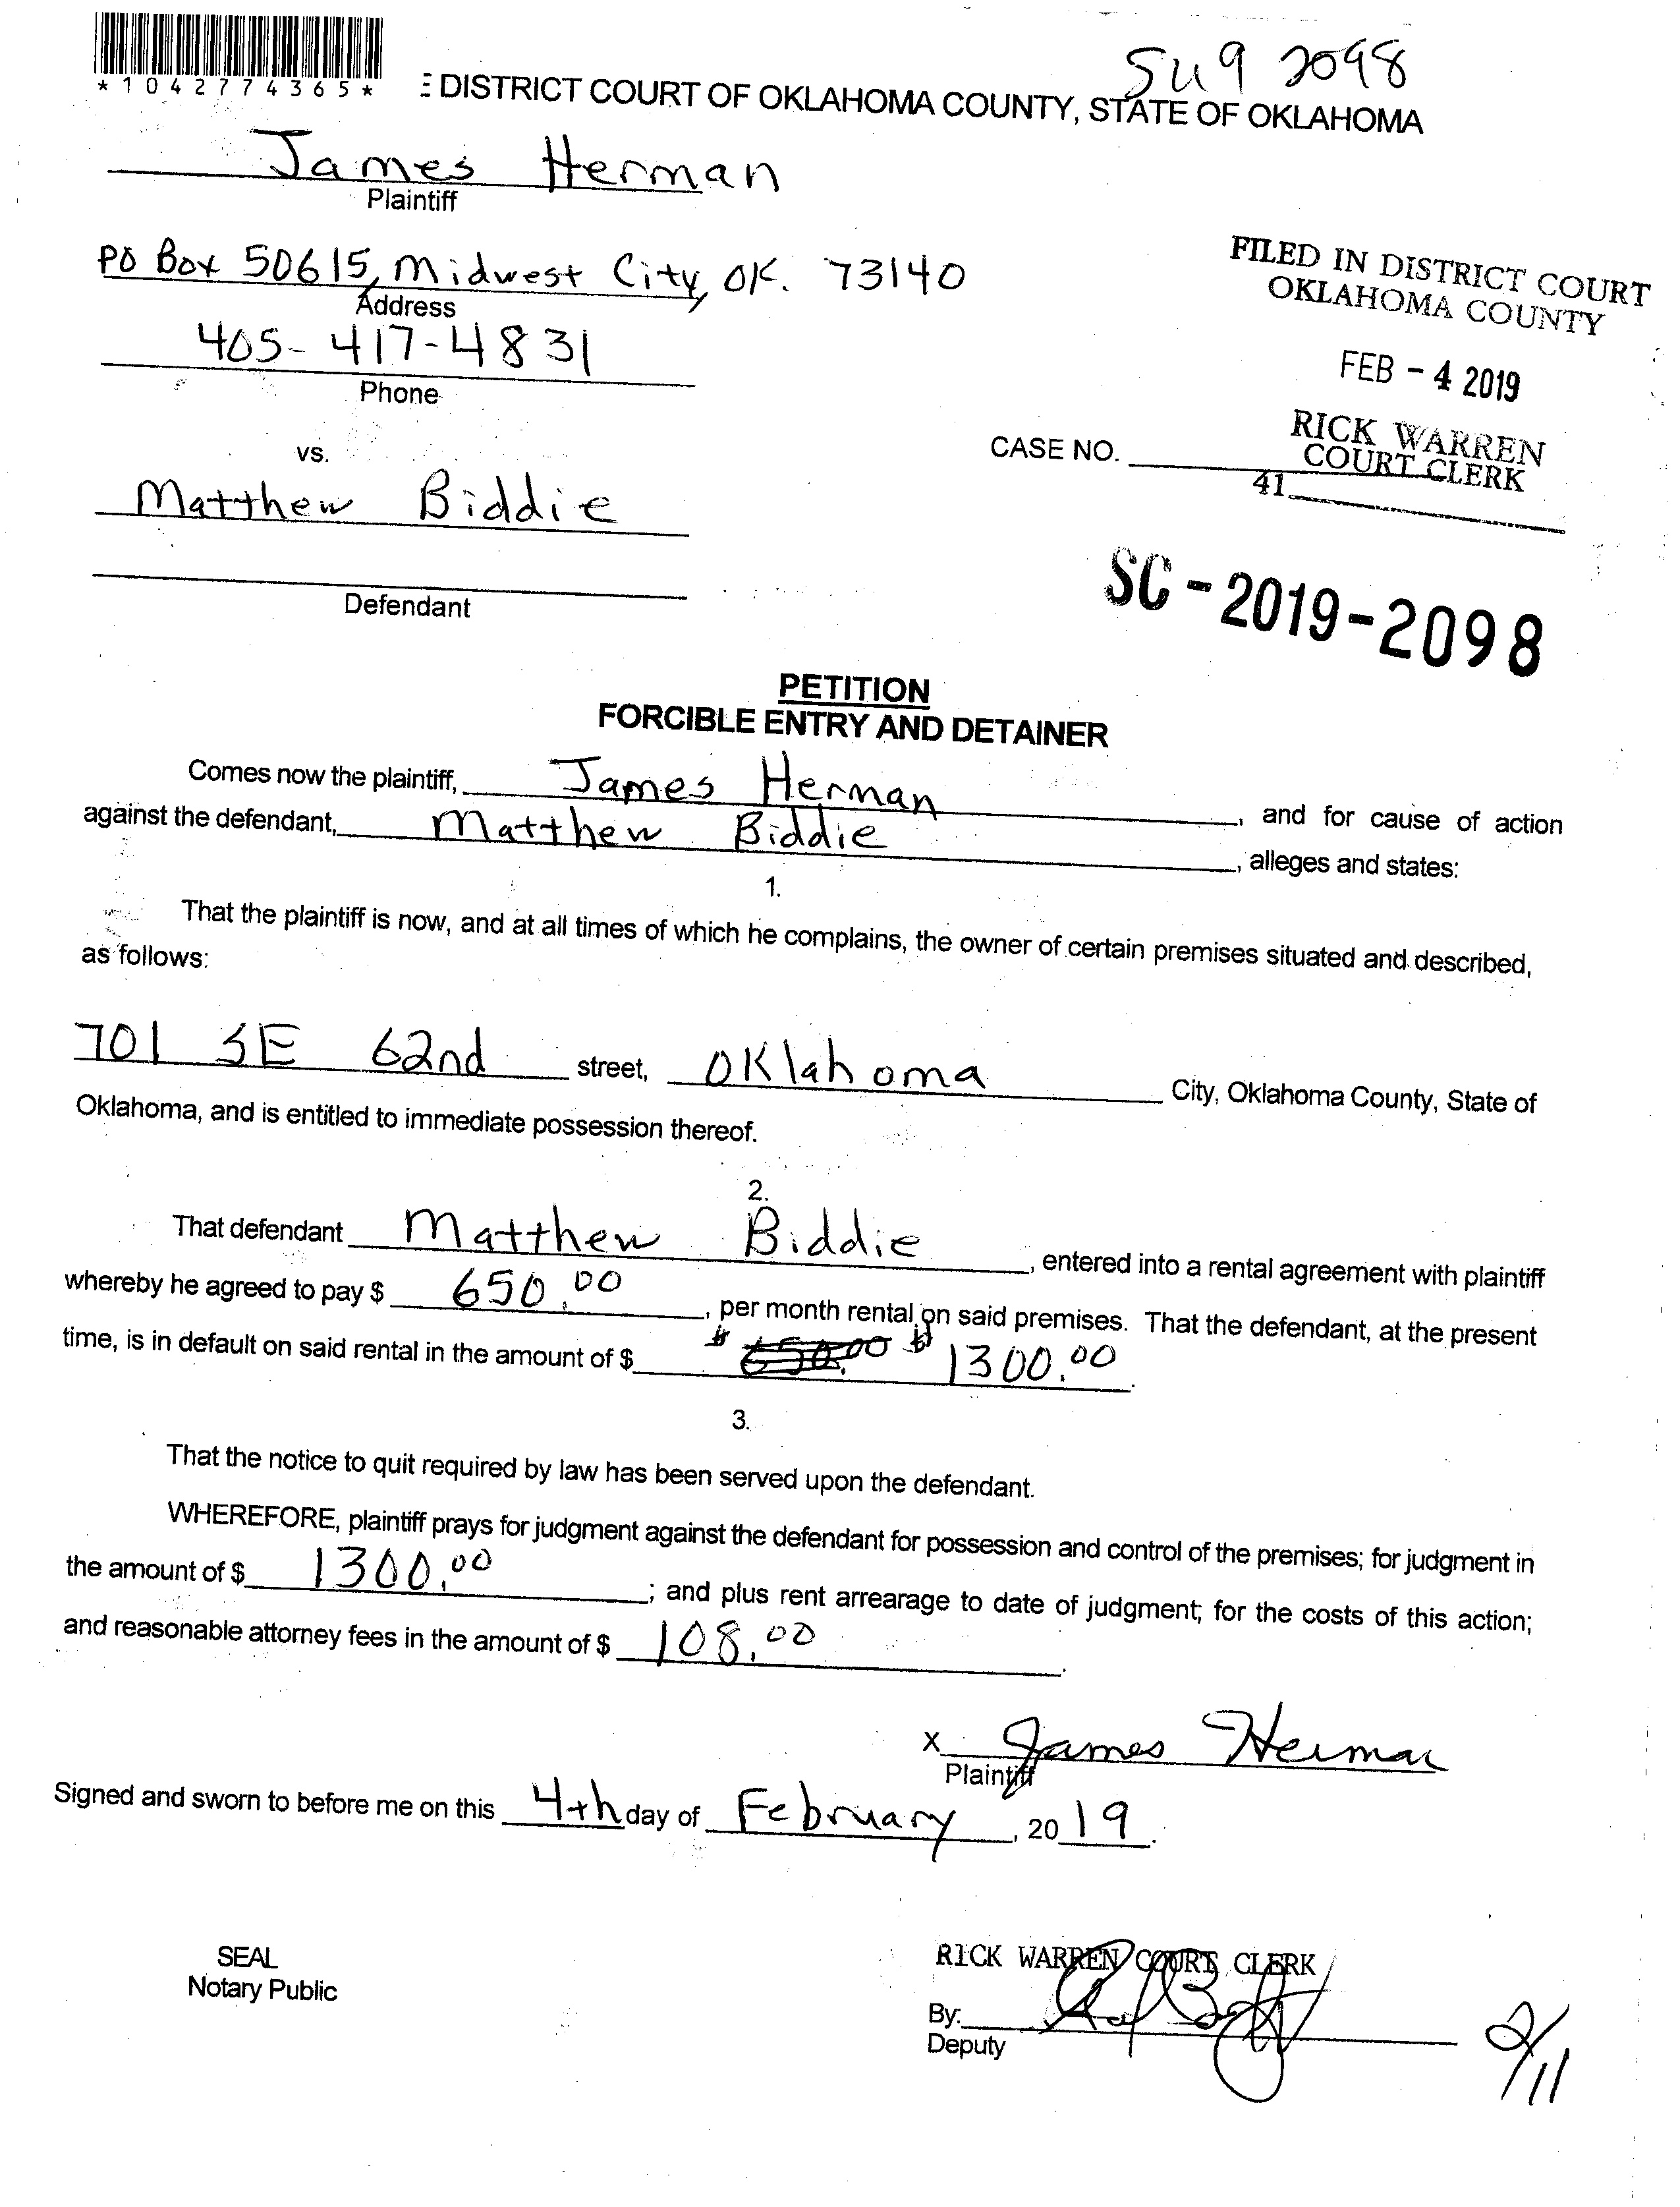 *1042774365*
SU9 2098
E DISTRICT COURT OF OKLAHOMA COUNTY, STATE OF OKLAHOMA
James Herman
Plaintiff
PO Box 50615, Midwest City, OK. 73140
Address
405-417-4831
Phone
FILED IN DISTRICT COURT
OKLAHOMA COUNTY
FEB - 4 2019
RICK WARREN
COURT CLERK
vs.
CASE NO.
41
Matthew Biddie
Defendant
SC-2019-2098
PETITION
FORCIBLE ENTRY AND DETAINER
Comes now the plaintiff, James Herman, and for cause of action
against the defendant, Matthew Biddie, alleges and states:
1.
That the plaintiff is now, and at all times of which he complains, the owner of certain premises situated and described,
as follows:
701 SE 62nd street, Oklahoma City, Oklahoma County, State of
Oklahoma, and is entitled to immediate possession thereof.
2.
That defendant Matthew Biddie, entered into a rental agreement with plaintiff
whereby he agreed to pay $ 650.00, per month rental on said premises. That the defendant, at the present
time, is in default on said rental in the amount of $ $ 650.00 $ 1300.00.
3.
That the notice to quit required by law has been served upon the defendant.
WHEREFORE, plaintiff prays for judgment against the defendant for possession and control of the premises; for judgment in
the amount of $ 1300.00; and plus rent arrearage to date of judgment; for the costs of this action;
and reasonable attorney fees in the amount of $ 108.00.
X James Herman
Plaintiff
Signed and sworn to before me on this 4th day of February, 2019.
SEAL
Notary Public
RICK WARREN COURT CLERK
By:
Deputy
2/11